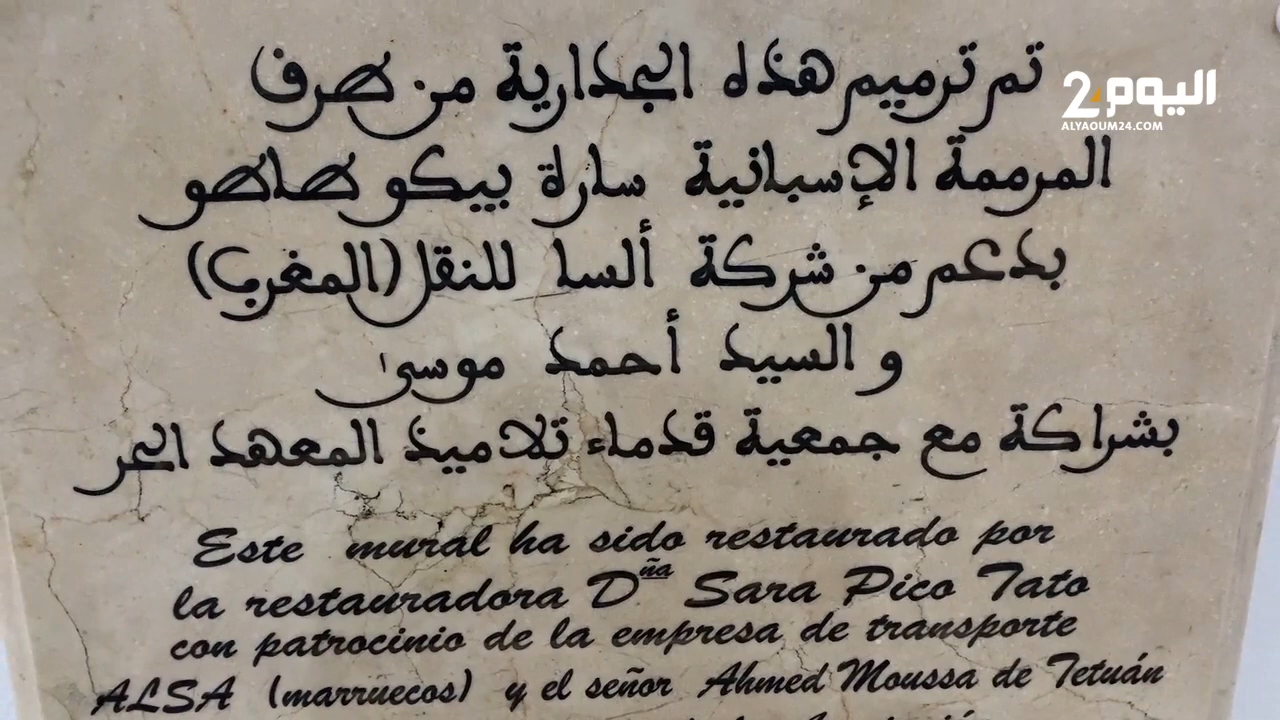 تم ترميم هذه الجدارية من طرف
المرممة الإسبانية سارة بيكو طاطو
بدعم من شركة ألسا للنقل (المغرب)
و السيد أحمد موسى
بشراكة مع جمعية قدماء تلاميذ المعهد الحر
Este mural ha sido restaurado por
la restauradora Dña Sara Pico Tato
con patrocinio de la empresa de transporte
ALSA (marruecos) y el señor Ahmed Moussa de Tetuán
اليوم 24
ALYAOUM24.COM